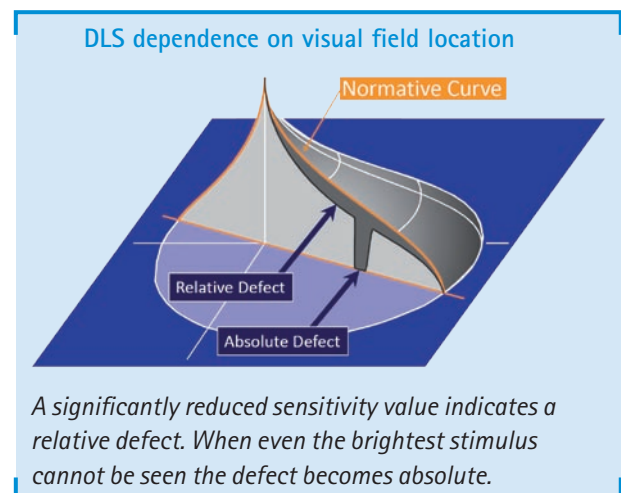 DLS dependence on visual field location
Normative Curve
Relative Defect
Absolute Defect
A significantly reduced sensitivity value indicates a
relative defect. When even the brightest stimulus
cannot be seen the defect becomes absolute.